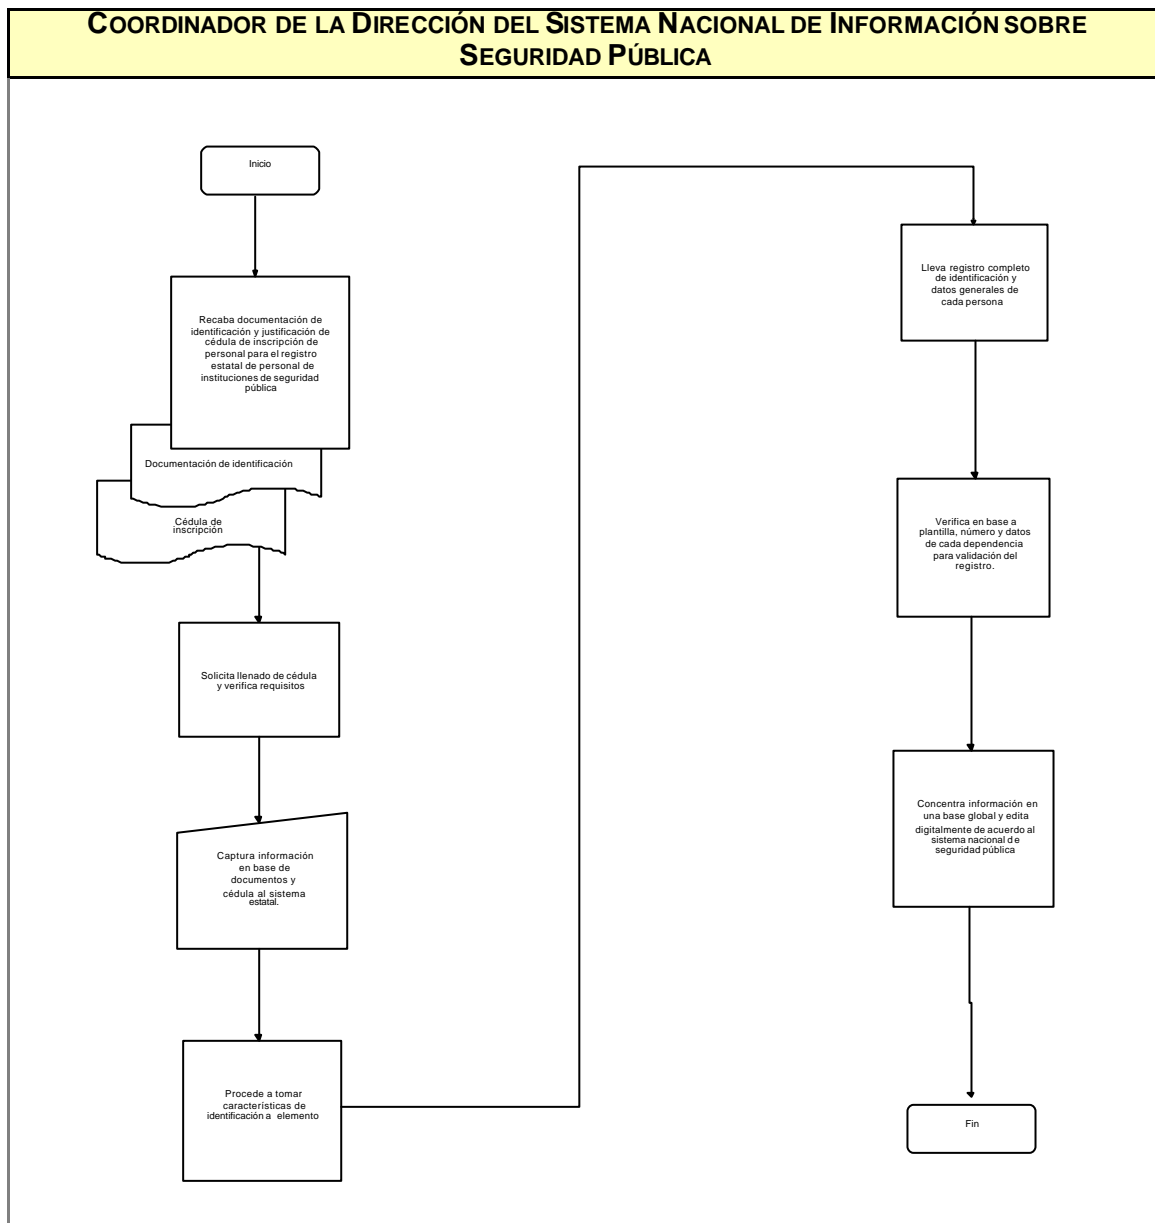 COORDINADOR DE LA DIRECCIÓN DEL SISTEMA NACIONAL DE INFORMACIÓN SOBRE
SEGURIDAD PÚBLICA
Inicio
Recaba documentación de
identificación y justificación de
cédula de inscripción de
personal para el registro
estatal de personal de
instituciones de seguridad
pública
Documentación de identificación
Cédula de
inscripción
Solicita llenado de cédula
y verifica requisitos
Captura información
en base de
documentos y
cédula al sistema
estatal.
Procede a tomar
características de
identificación a elemento
Lleva registro completo
de identificación y
datos generales de
cada persona
Verifica en base a
plantilla, número y datos
de cada dependencia
para validación del
registro.
Concentra información en
una base global y edita
digitalmente de acuerdo al
sistema nacional de
seguridad pública
Fin